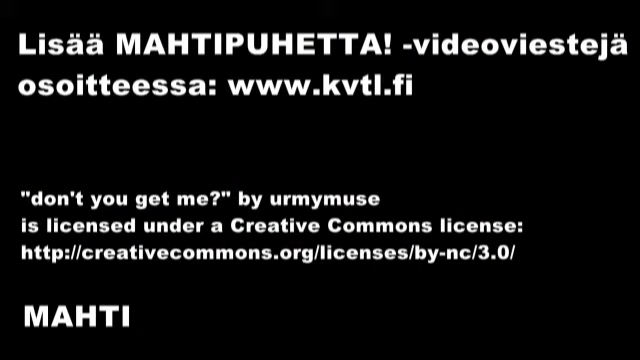 Lisää MAHTIPUHETTA! -videoviestejä
osoitteessa: www.kvtl.fi
"don't you get me?" by urmymuse
is licensed under a Creative Commons license:
http://creativecommons.org/licenses/by-nc/3.0/
MAHTI